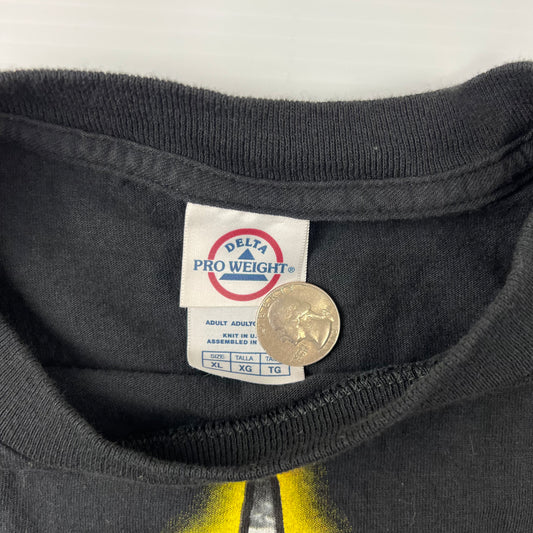 DELTA
PRO WEIGHT®
ADULT ADULTO
KNIT IN U.
ASSEMBLED IN
SIZE: TALLA
XL XG TG